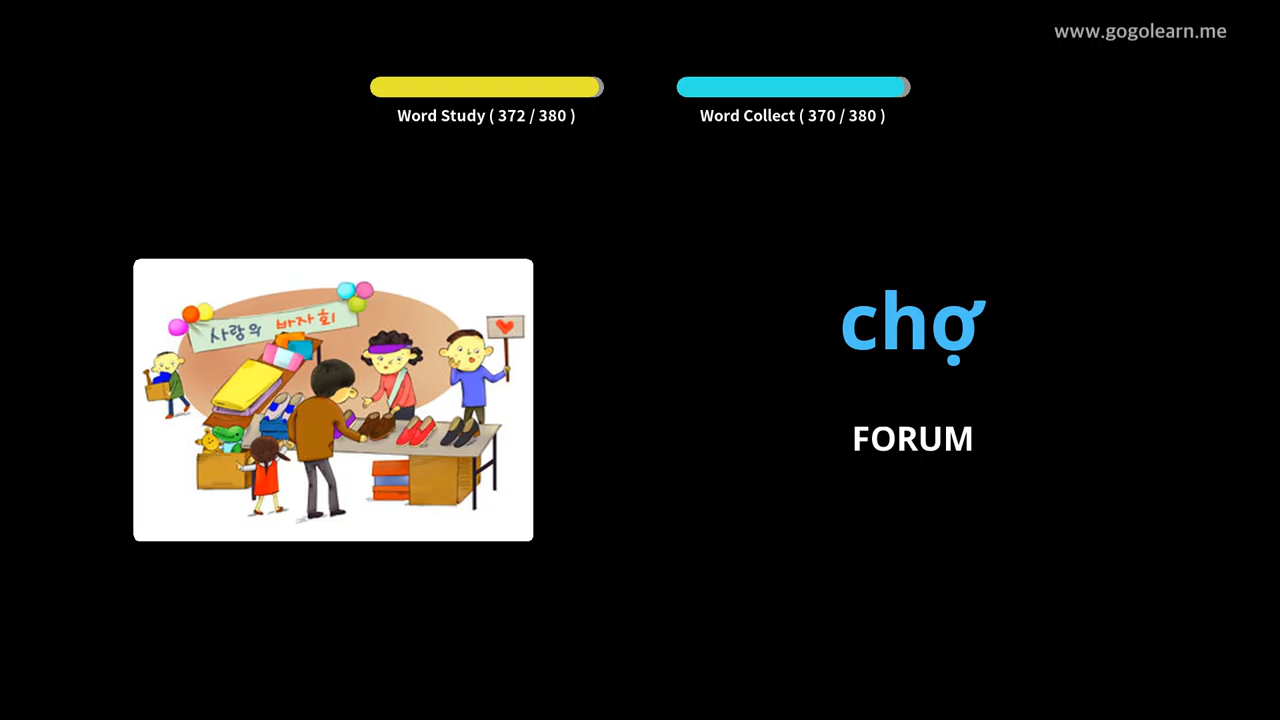 www.gogolearn.me
Word Study ( 372 / 380 )
Word Collect ( 370 / 380 )
사랑의 바자회
chợ
FORUM